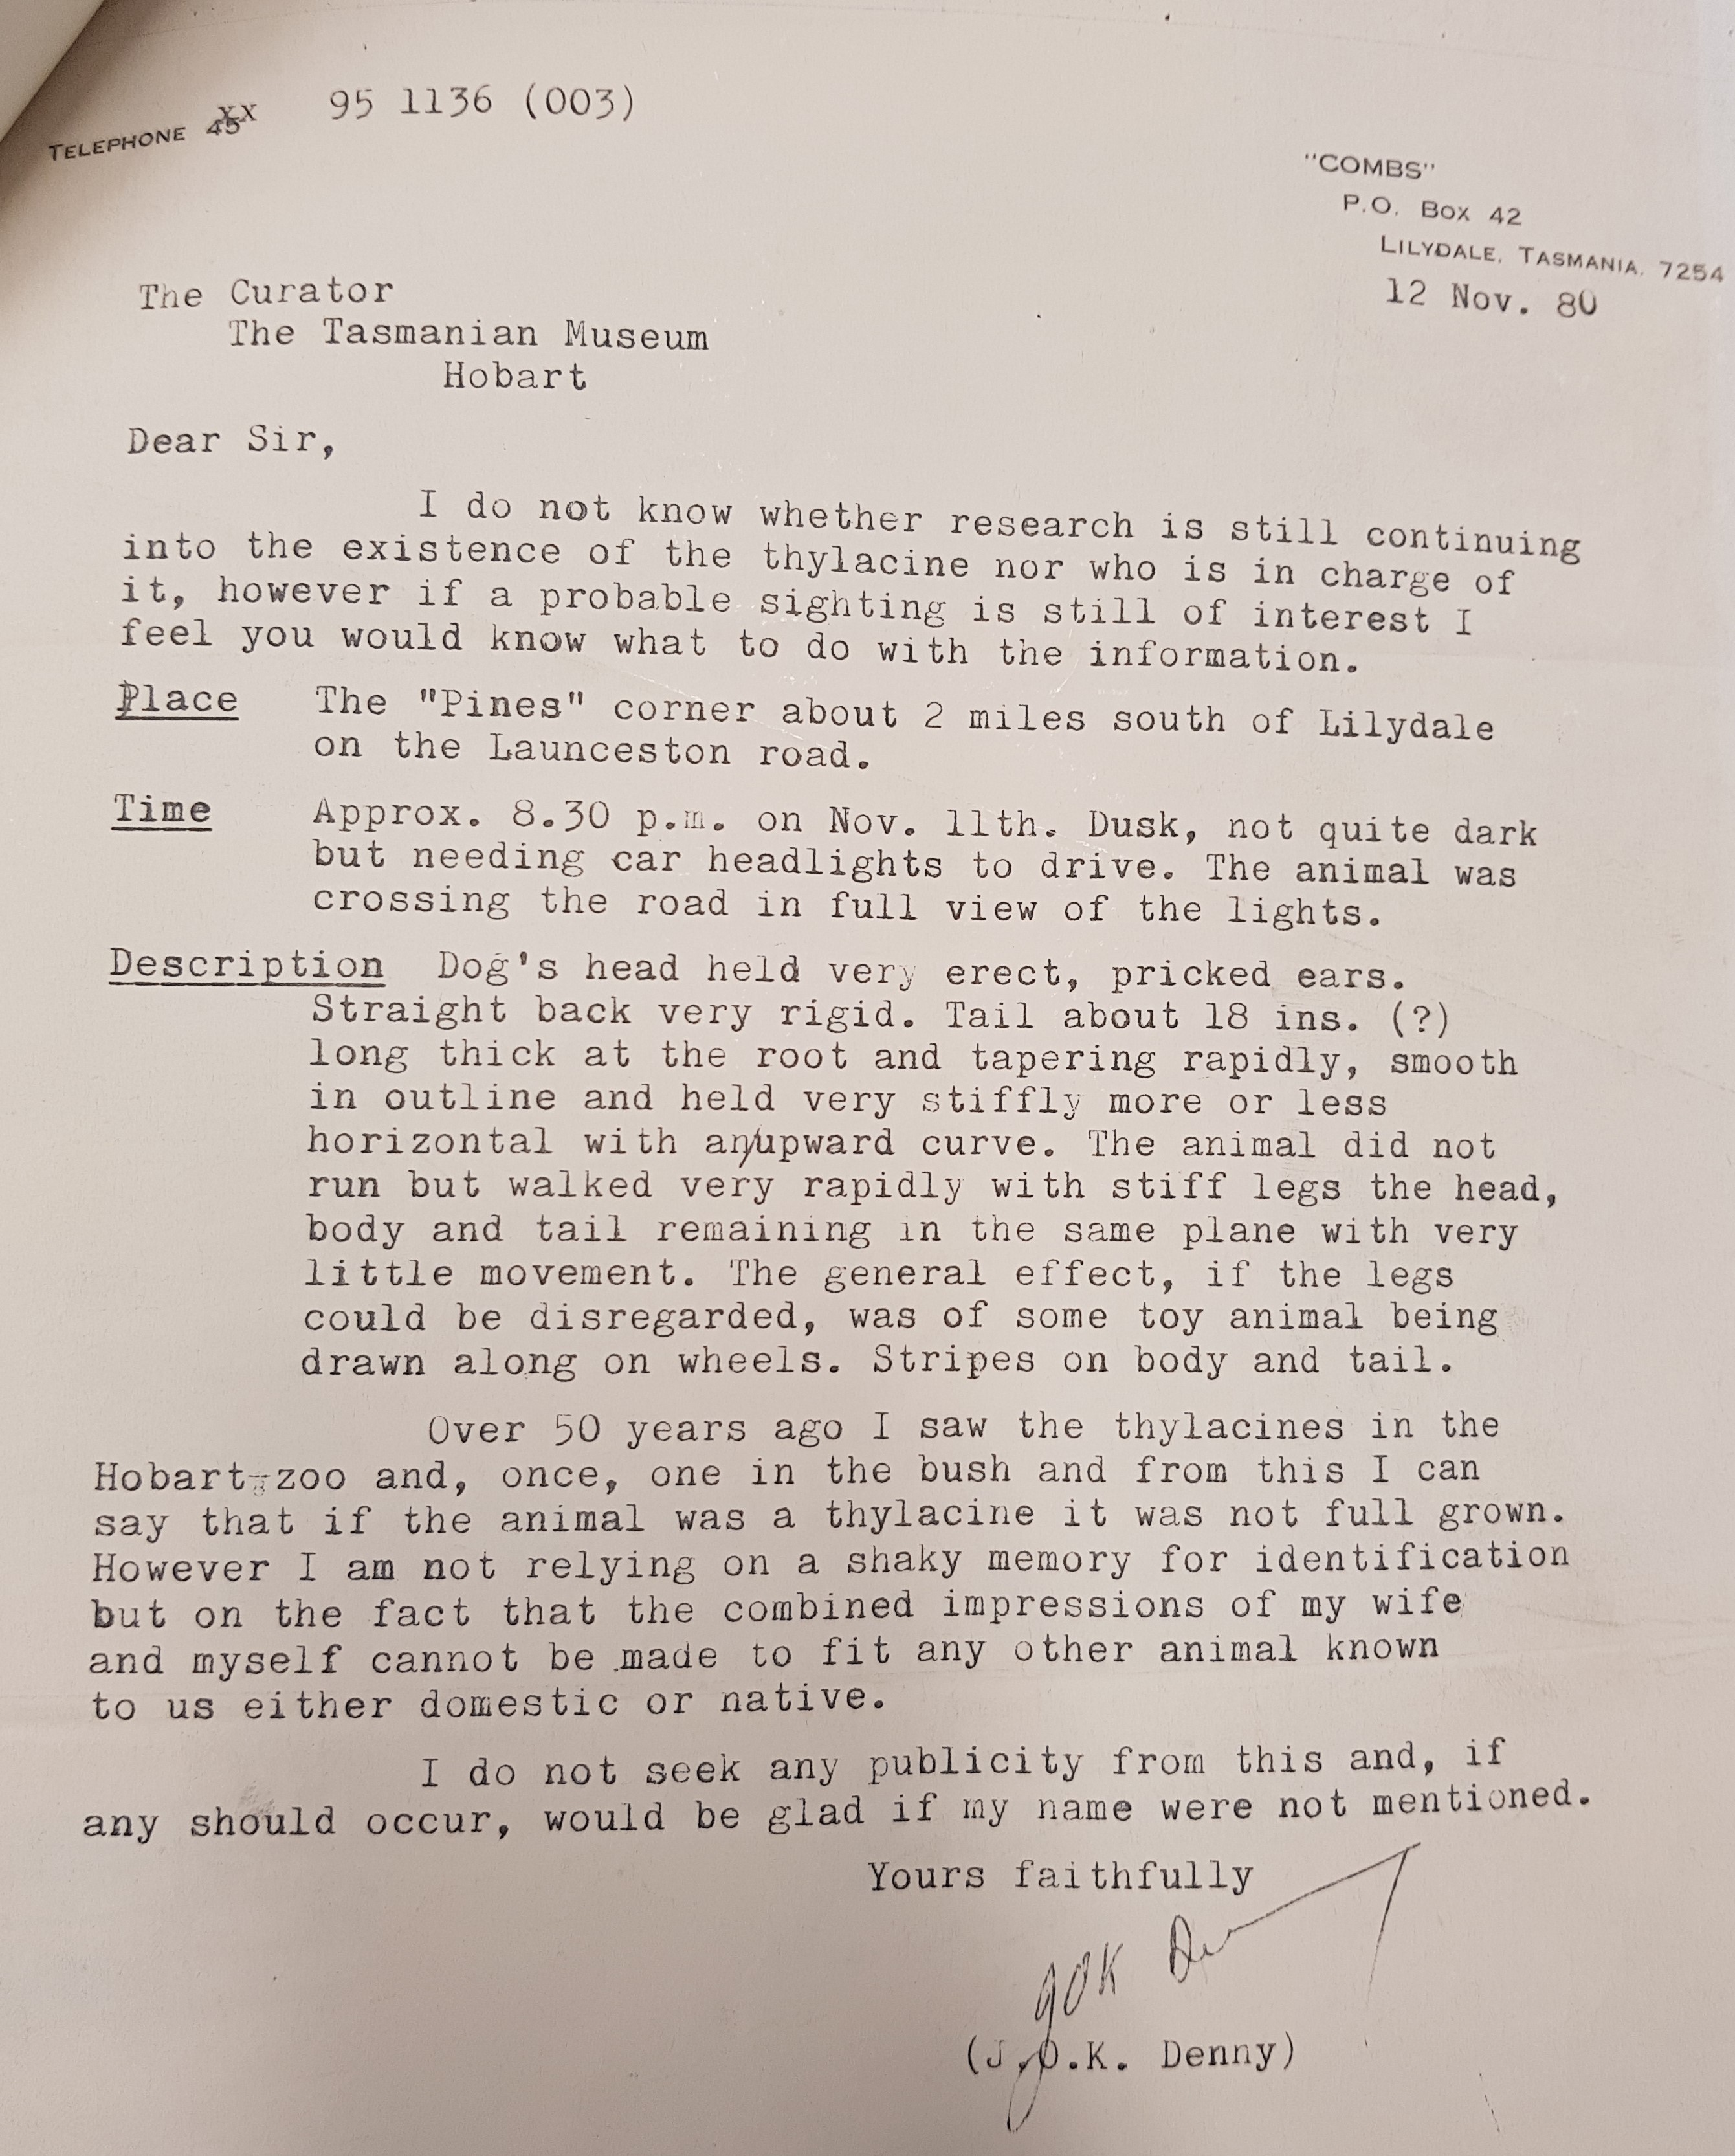 TELEPHONE 45 xx 95 1136 (003)
"COMBS"
P.O. Box 42
LILYDALE, TASMANIA. 7254
12 Nov. 80
The Curator
The Tasmanian Museum
Hobart
Dear Sir,
I do not know whether research is still continuing
into the existence of the thylacine nor who is in charge of
it, however if a probable sighting is still of interest I
feel you would know what to do with the information.
Place The "Pines" corner about 2 miles south of Lilydale
on the Launceston road.
Time Approx. 8.30 p.m. on Nov. 11th. Dusk, not quite dark
but needing car headlights to drive. The animal was
crossing the road in full view of the lights.
Description Dog's head held very erect, pricked ears.
Straight back very rigid. Tail about 18 ins. (?)
long thick at the root and tapering rapidly, smooth
in outline and held very stiffly more or less
horizontal with an/upward curve. The animal did not
run but walked very rapidly with stiff legs the head,
body and tail remaining in the same plane with very
little movement. The general effect, if the legs
could be disregarded, was of some toy animal being
drawn along on wheels. Stripes on body and tail.
Over 50 years ago I saw the thylacines in the
Hobart zoo and, once, one in the bush and from this I can
say that if the animal was a thylacine it was not full grown.
However I am not relying on a shaky memory for identification
but on the fact that the combined impressions of my wife
and myself cannot be made to fit any other animal known
to us either domestic or native.
I do not seek any publicity from this and, if
any should occur, would be glad if my name were not mentioned.
Yours faithfully
JOK Denny
(J.O.K. Denny)